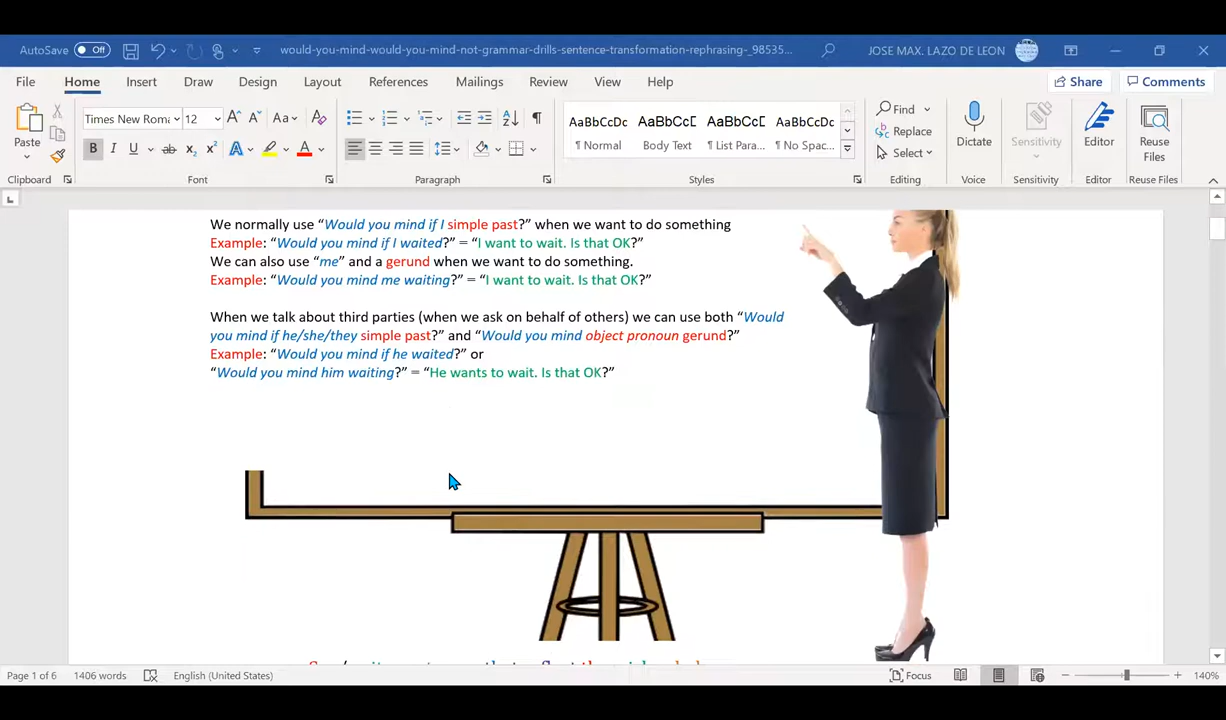 AutoSave Off would-you-mind-would-you-mind-not-grammar-drills-sentence-transformation-rephrasing-_98535... JOSE MAX. LAZO DE LEON
File Home Insert Draw Design Layout References Mailings Review View Help Share Comments
Times New Roma 12 Aa AaBbCcDc AaBbCcD AaBbCcD AaBbCcDc Find
Paste B I U ab x₂ x² A A ¶ Normal Body Text ¶ List Para... ¶ No Spac... Replace Select Dictate Sensitivity Editor Reuse Files
Clipboard Font Paragraph Styles Editing Voice Sensitivity Editor Reuse Files
We normally use “Would you mind if I simple past?” when we want to do something
Example: “Would you mind if I waited?” = “I want to wait. Is that OK?”
We can also use “me” and a gerund when we want to do something.
Example: “Would you mind me waiting?” = “I want to wait. Is that OK?”
When we talk about third parties (when we ask on behalf of others) we can use both “Would
you mind if he/she/they simple past?” and “Would you mind object pronoun gerund?”
Example: “Would you mind if he waited?” or
“Would you mind him waiting?” = “He wants to wait. Is that OK?”
Page 1 of 6 1406 words English (United States) Focus 140%